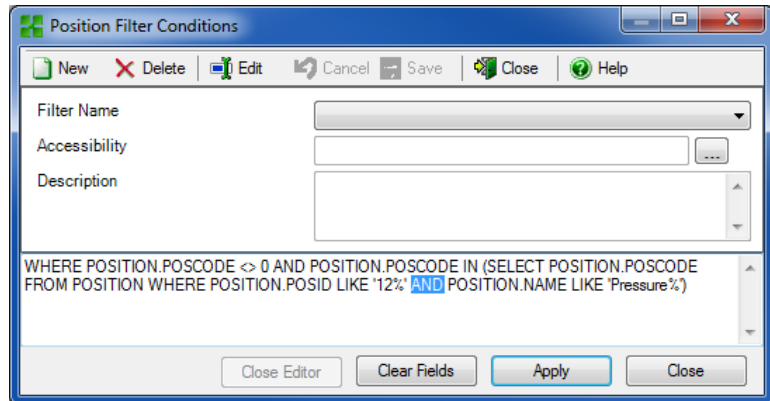 Position Filter Conditions
New Delete Edit Cancel Save Close Help
Filter Name
Accessibility
...
Description
WHERE POSITION.POSCODE <> 0 AND POSITION.POSCODE IN (SELECT POSITION.POSCODE
FROM POSITION WHERE POSITION.POSID LIKE '12%' AND POSITION.NAME LIKE 'Pressure%')
Close Editor Clear Fields Apply Close